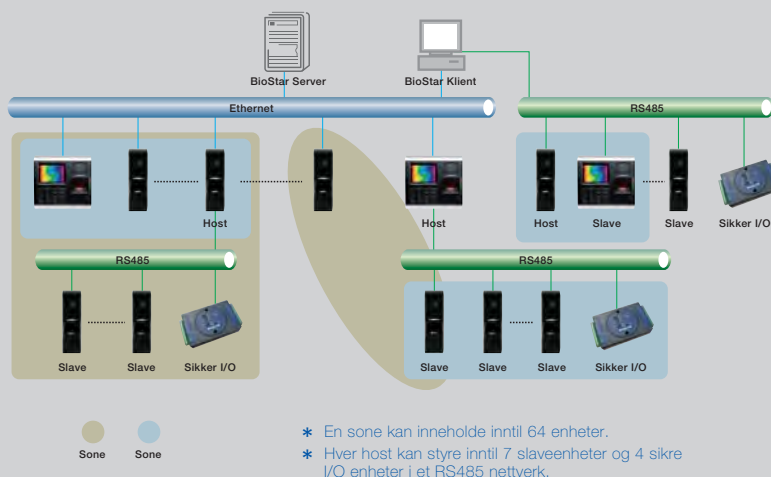 BioStar Server
BioStar Klient
Ethernet
RS485
Host
Host
Host
Slave
Slave
Sikker I/O
RS485
RS485
Slave
Slave
Sikker I/O
Slave
Slave
Slave
Sikker I/O
Sone
Sone
* En sone kan inneholde inntil 64 enheter.
* Hver host kan styre inntil 7 slaveenheter og 4 sikre
I/O enheter i et RS485 nettverk.